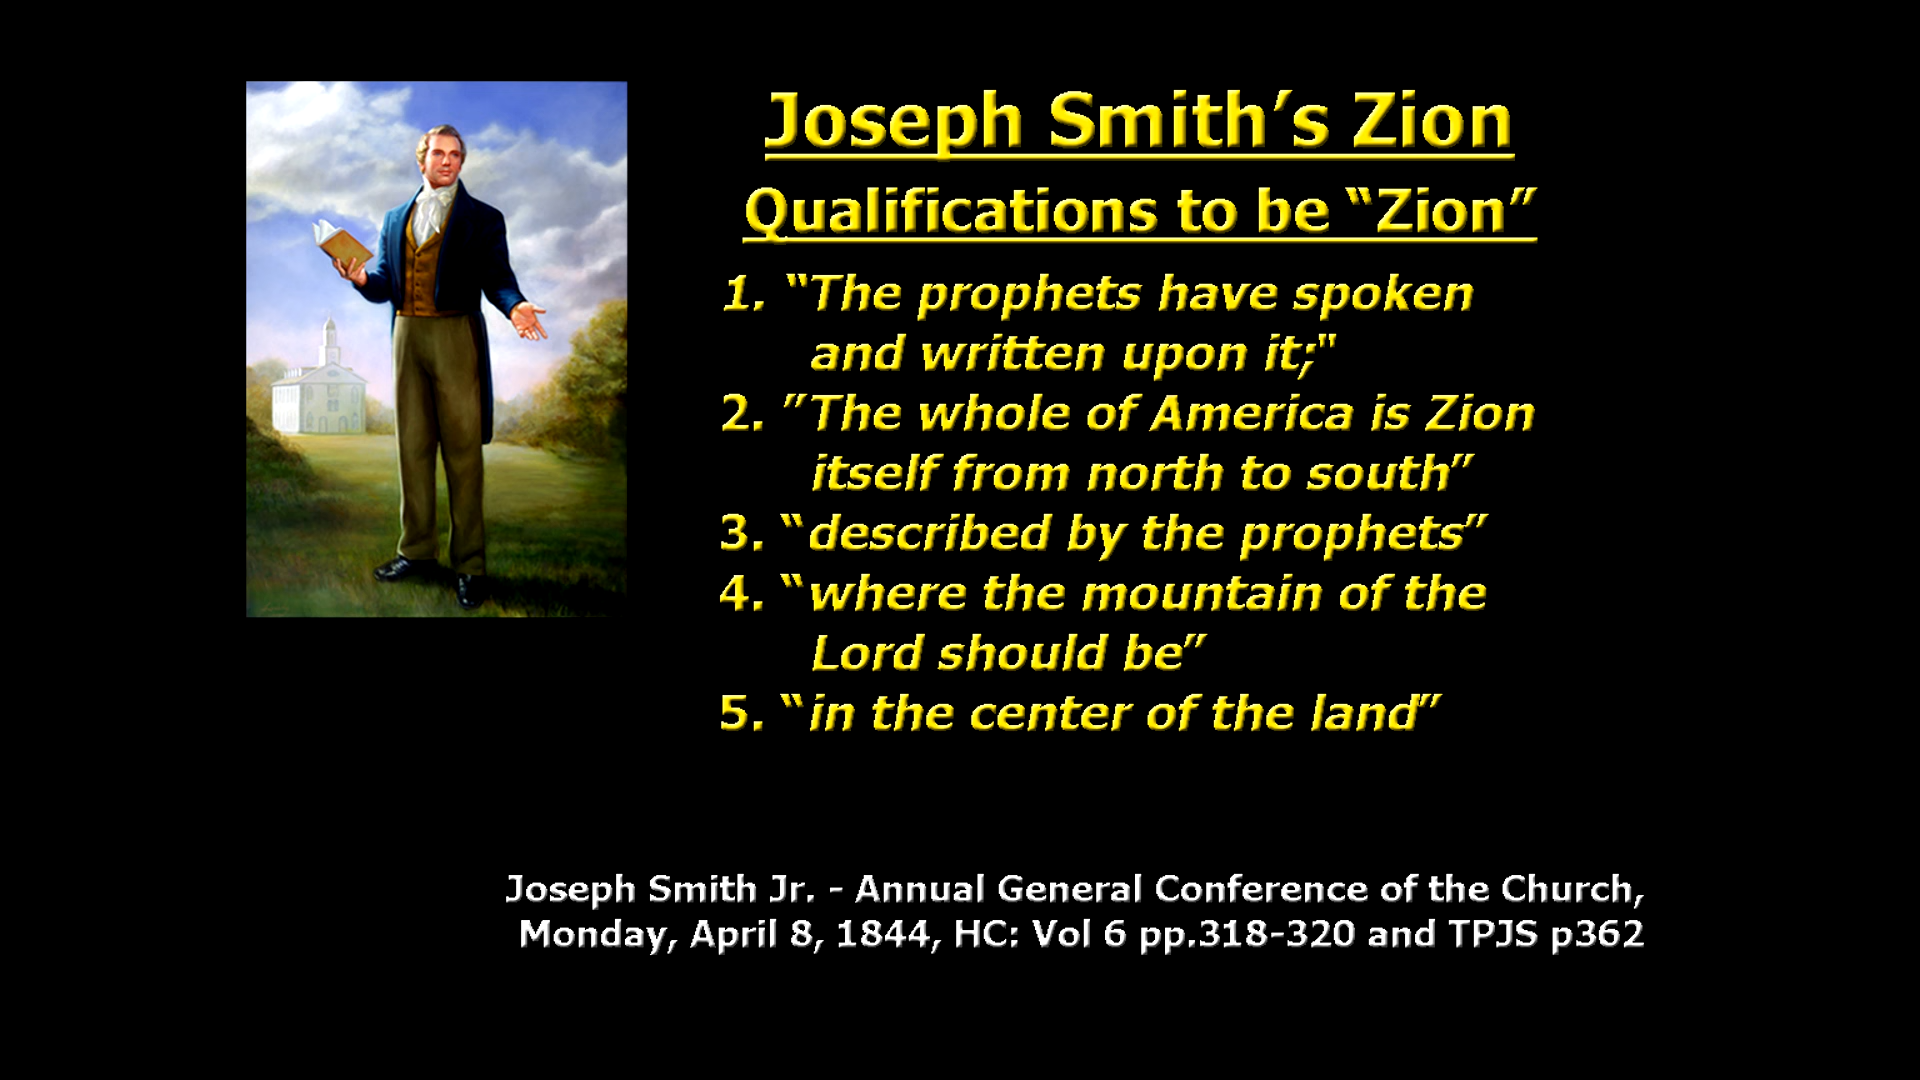 Joseph Smith’s Zion
Qualifications to be “Zion”
1. “The prophets have spoken
and written upon it;"
2. ”The whole of America is Zion
itself from north to south”
3. “described by the prophets”
4. “where the mountain of the
Lord should be”
5. “in the center of the land”
Joseph Smith Jr. - Annual General Conference of the Church,
Monday, April 8, 1844, HC: Vol 6 pp.318-320 and TPJS p362